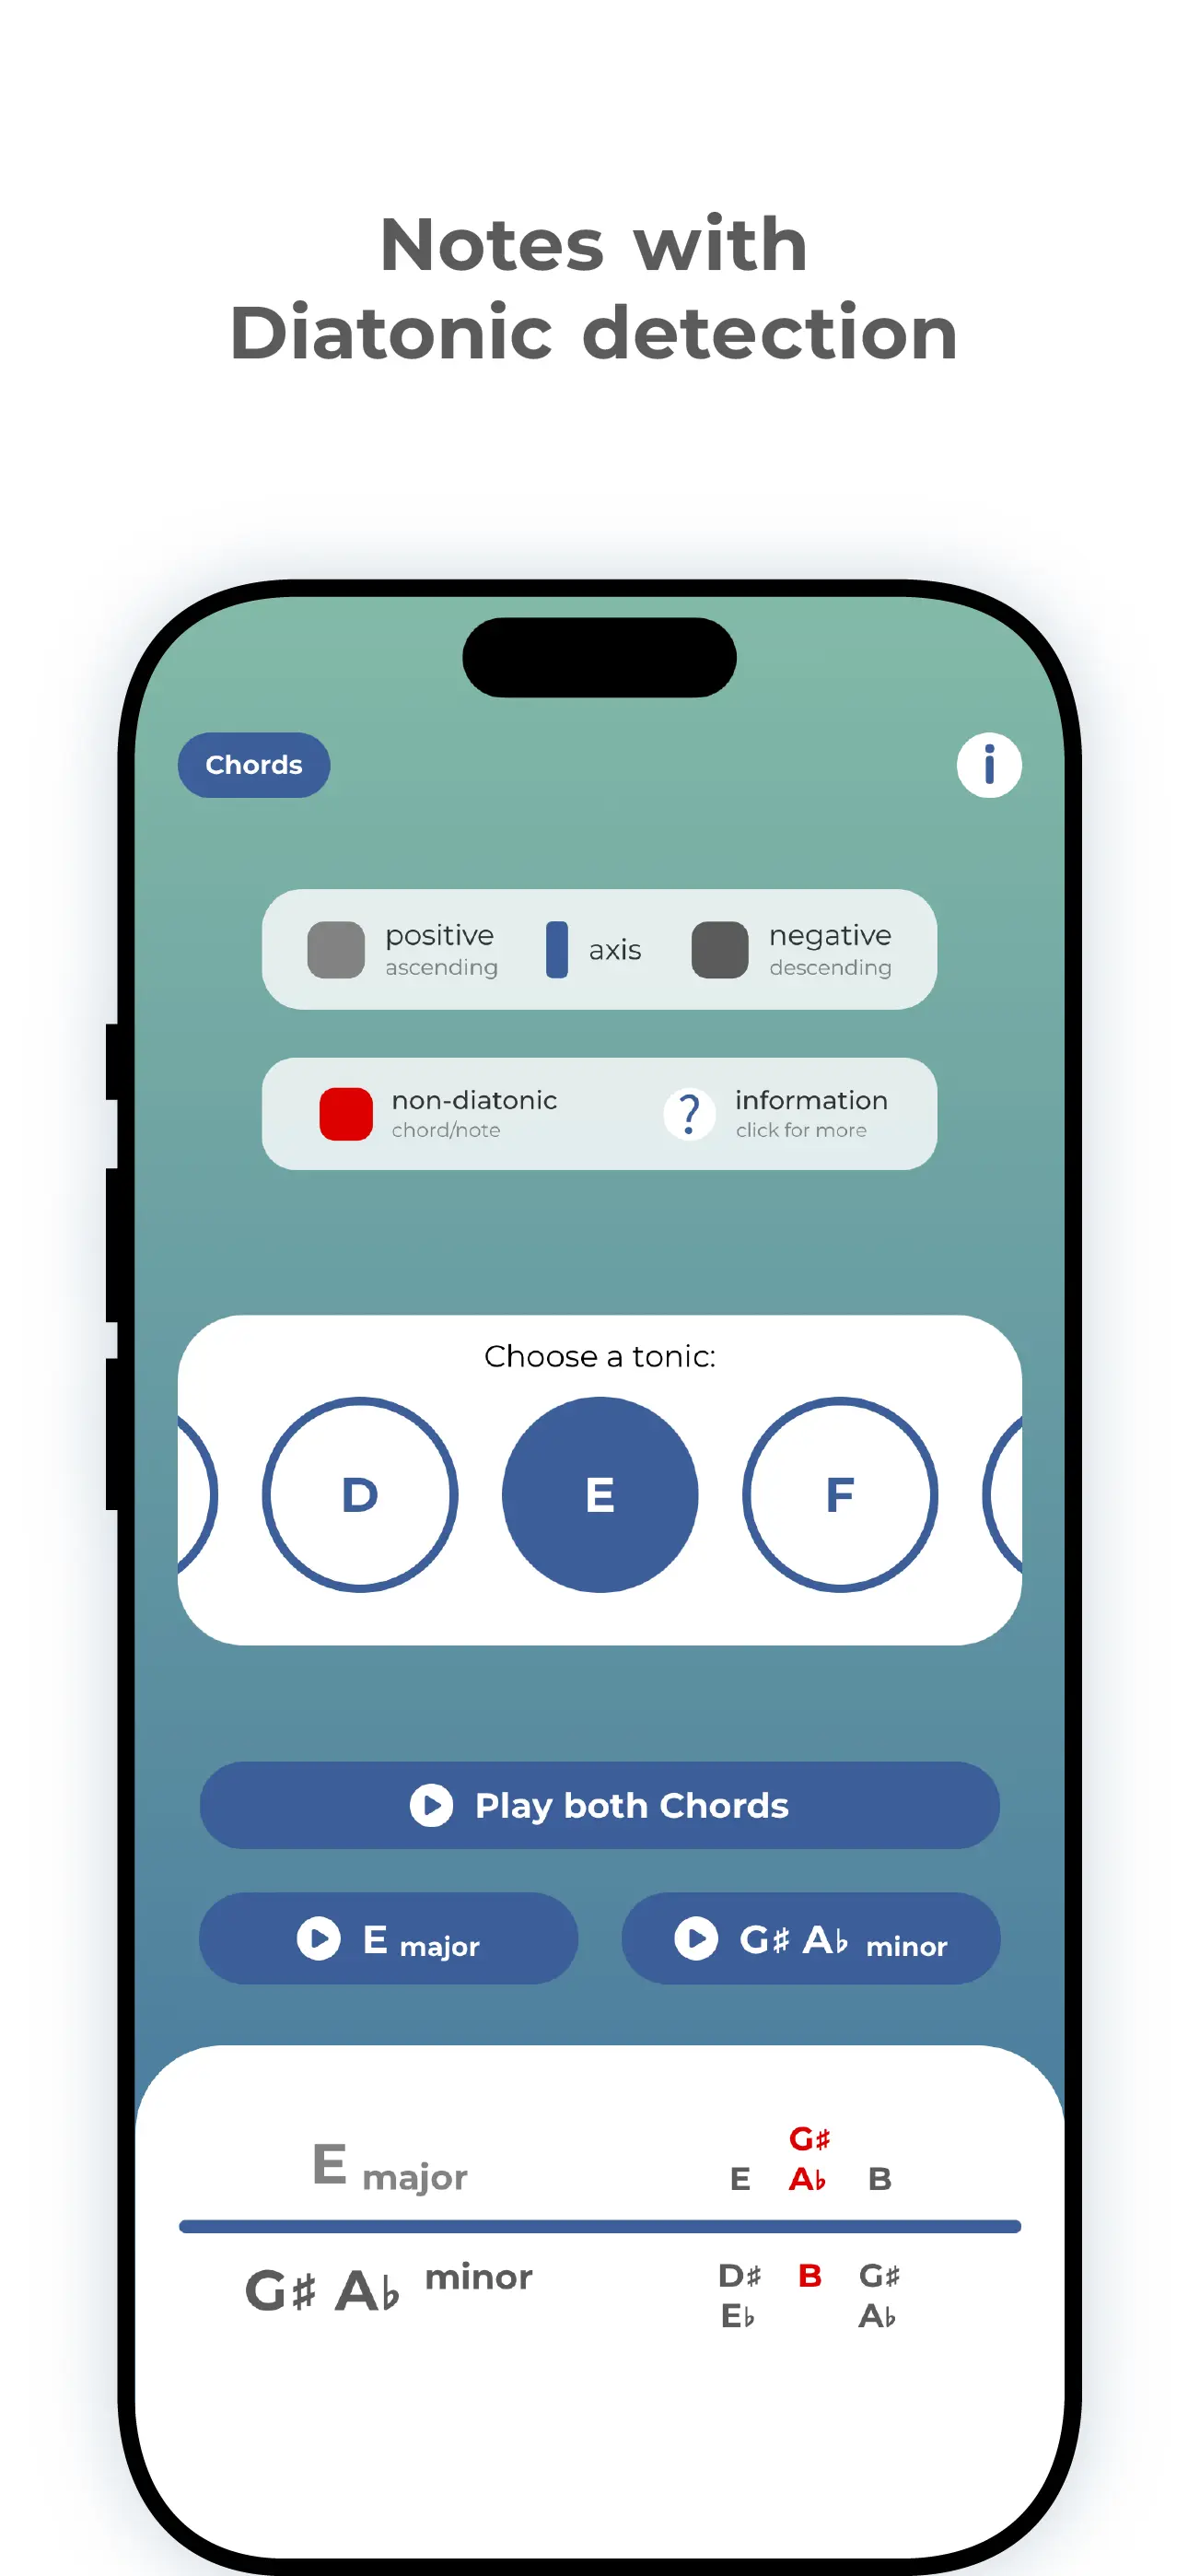 Notes with
Diatonic detection
Chords
i
positive
ascending
axis
negative
descending
non-diatonic
chord/note
?
information
click for more
Choose a tonic:
D E F
Play both Chords
E major
G♯ A♭ minor
E major
G♯
E A♭ B
G♯ A♭ minor
D♯ B G♯
E♭ A♭